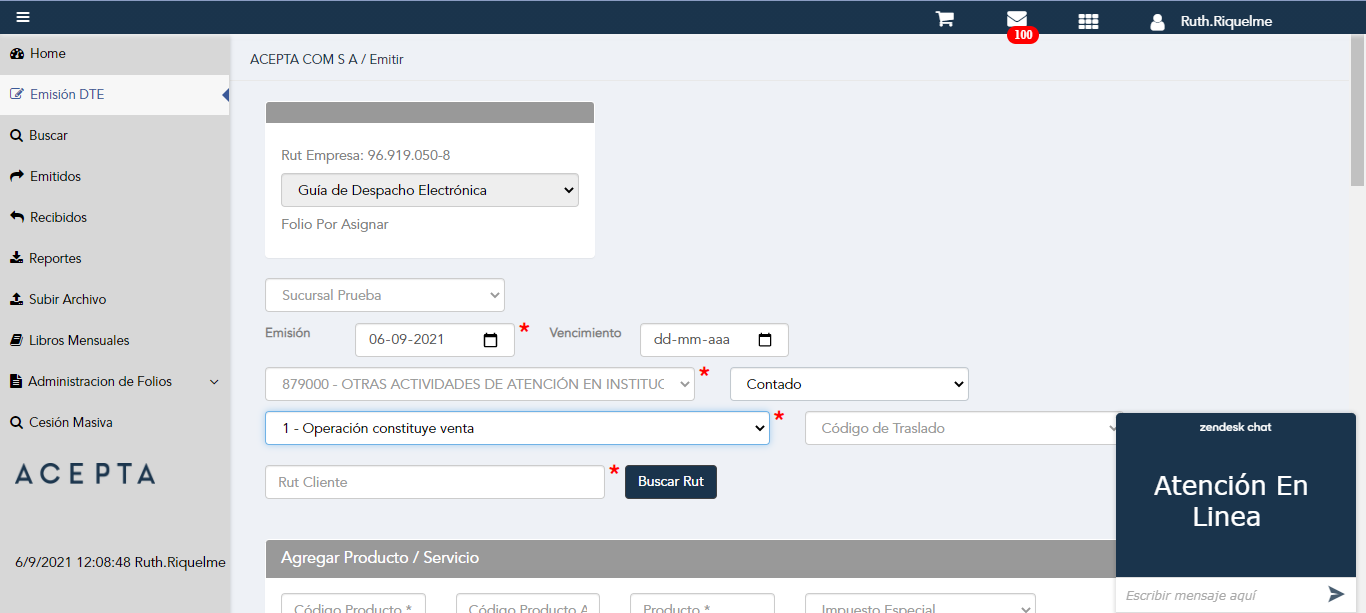 100
Ruth.Riquelme
Home
Emisión DTE
Buscar
Emitidos
Recibidos
Reportes
Subir Archivo
Libros Mensuales
Administracion de Folios
Cesión Masiva
ACEPTA
6/9/2021 12:08:48 Ruth.Riquelme
ACEPTA COM S A / Emitir
Rut Empresa: 96.919.050-8
Guía de Despacho Electrónica
Folio Por Asignar
Sucursal Prueba
Emisión 06-09-2021 * Vencimiento dd-mm-aaa
879000 - OTRAS ACTIVIDADES DE ATENCIÓN EN INSTITUC * Contado
1 - Operación constituye venta * Código de Traslado
Rut Cliente * Buscar Rut
Agregar Producto / Servicio
Código Producto * Código Producto A Producto * Impuesto Especial
zendesk chat
Atención En
Linea
Escribir mensaje aquí